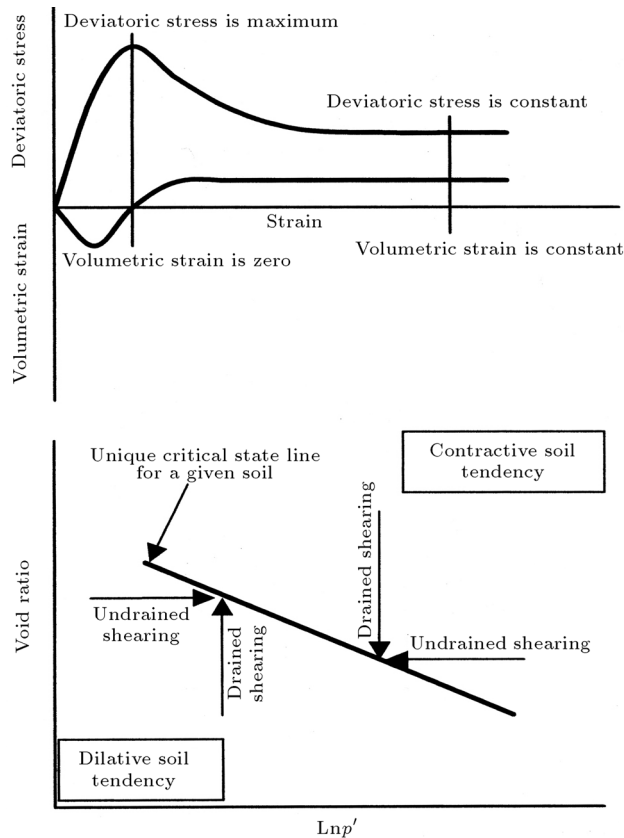 Deviatoric stress is maximum
Deviatoric stress
Deviatoric stress is constant
Strain
Volumetric strain is zero
Volumetric strain is constant
Volumetric strain
Unique critical state line
for a given soil
Contractive soil
tendency
Drained shearing
Void ratio
Undrained
shearing
Drained
shearing
Undrained shearing
Dilative soil
tendency
Lnp′